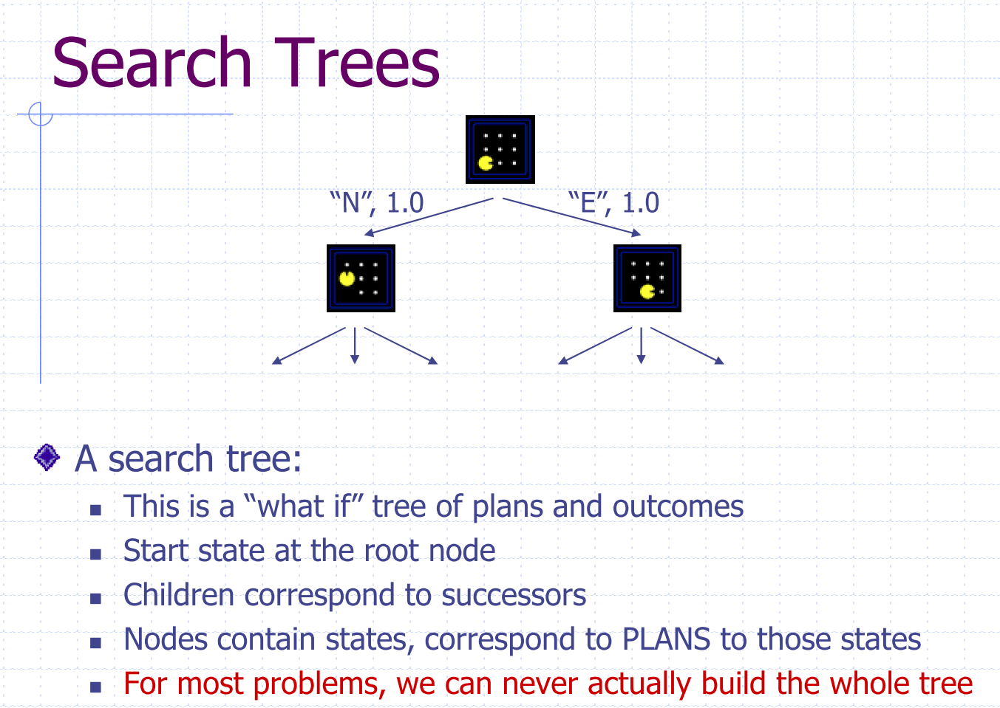 Search Trees
“N”, 1.0
“E”, 1.0
A search tree:
This is a “what if” tree of plans and outcomes
Start state at the root node
Children correspond to successors
Nodes contain states, correspond to PLANS to those states
For most problems, we can never actually build the whole tree